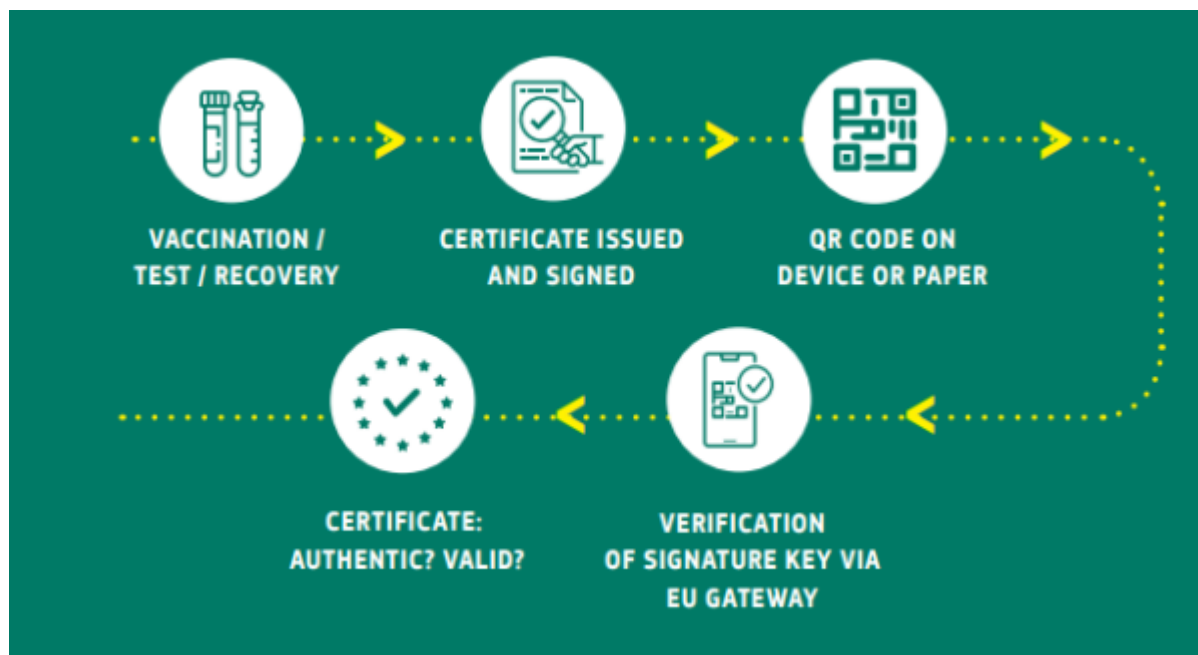 VACCINATION /
TEST / RECOVERY
CERTIFICATE ISSUED
AND SIGNED
QR CODE ON
DEVICE OR PAPER
CERTIFICATE:
AUTHENTIC? VALID?
VERIFICATION
OF SIGNATURE KEY VIA
EU GATEWAY